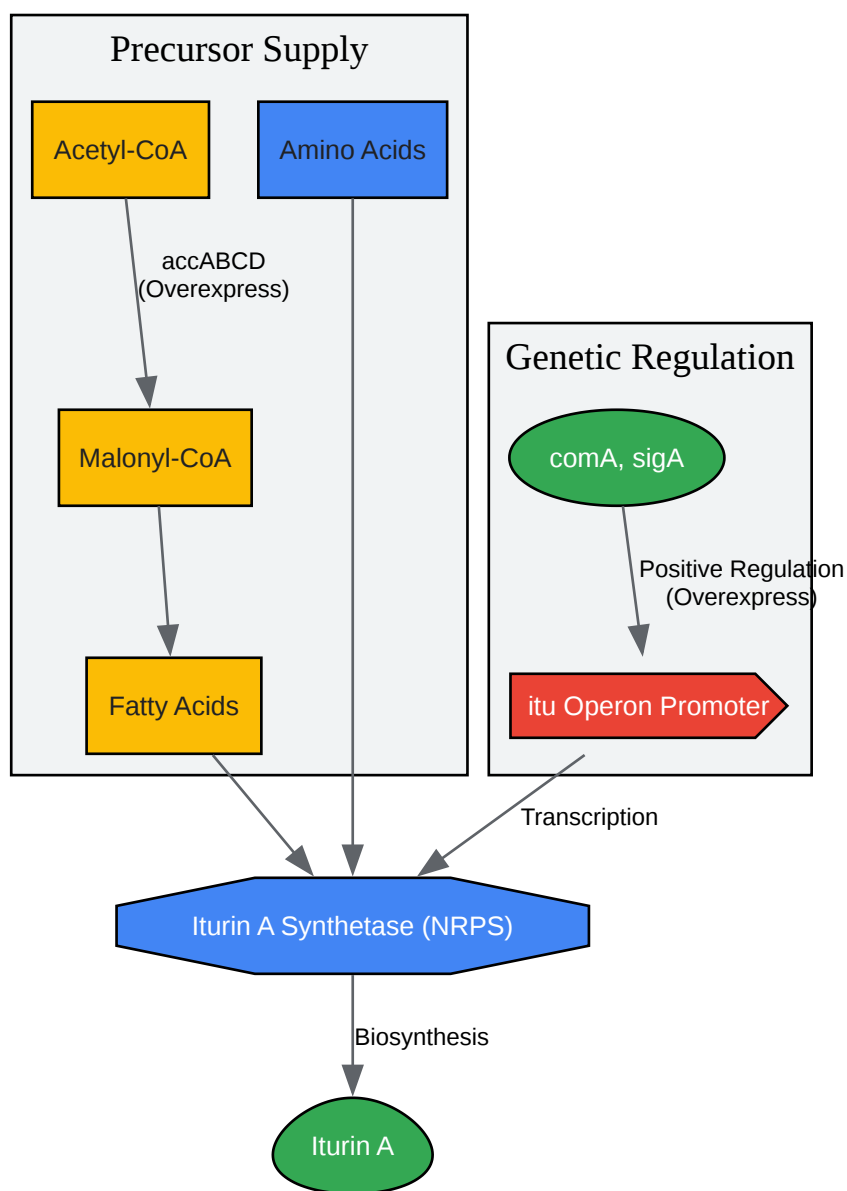 Precursor Supply
Acetyl-CoA
Amino Acids
accABCD
(Overexpress)
Malonyl-CoA
Fatty Acids
Genetic Regulation
comA, sigA
Positive Regulation
(Overexpress)
itu Operon Promoter
Transcription
Iturin A Synthetase (NRPS)
Biosynthesis
Iturin A